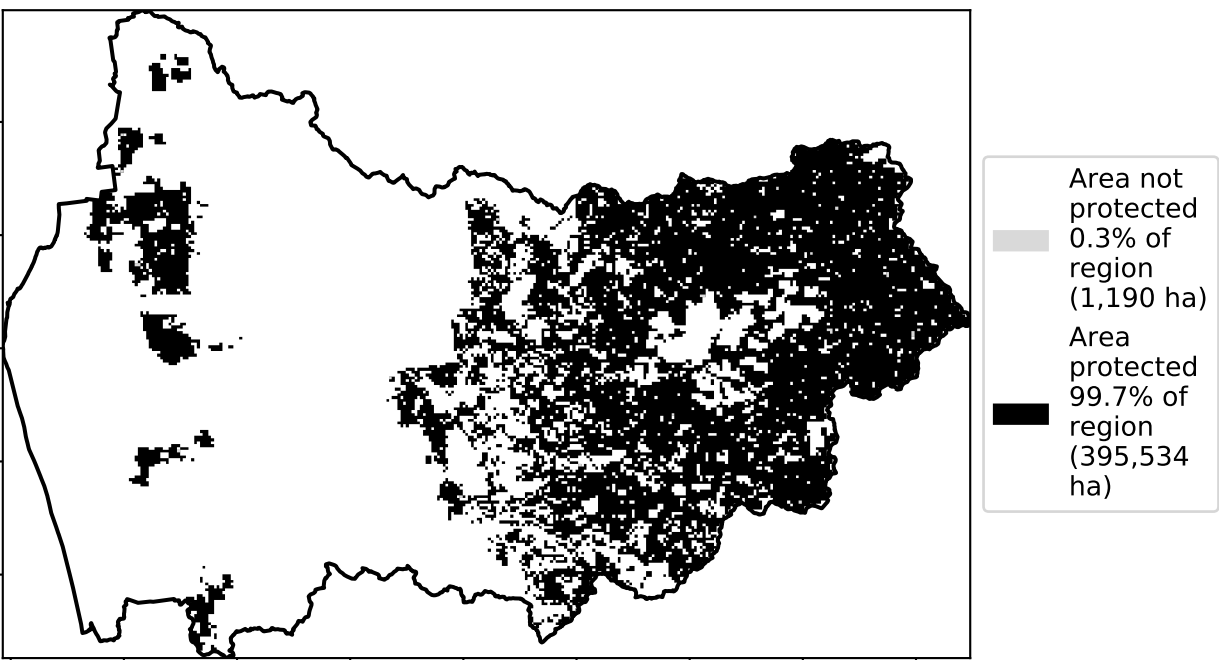 Area not
protected
0.3% of
region
(1,190 ha)
Area
protected
99.7% of
region
(395,534
ha)